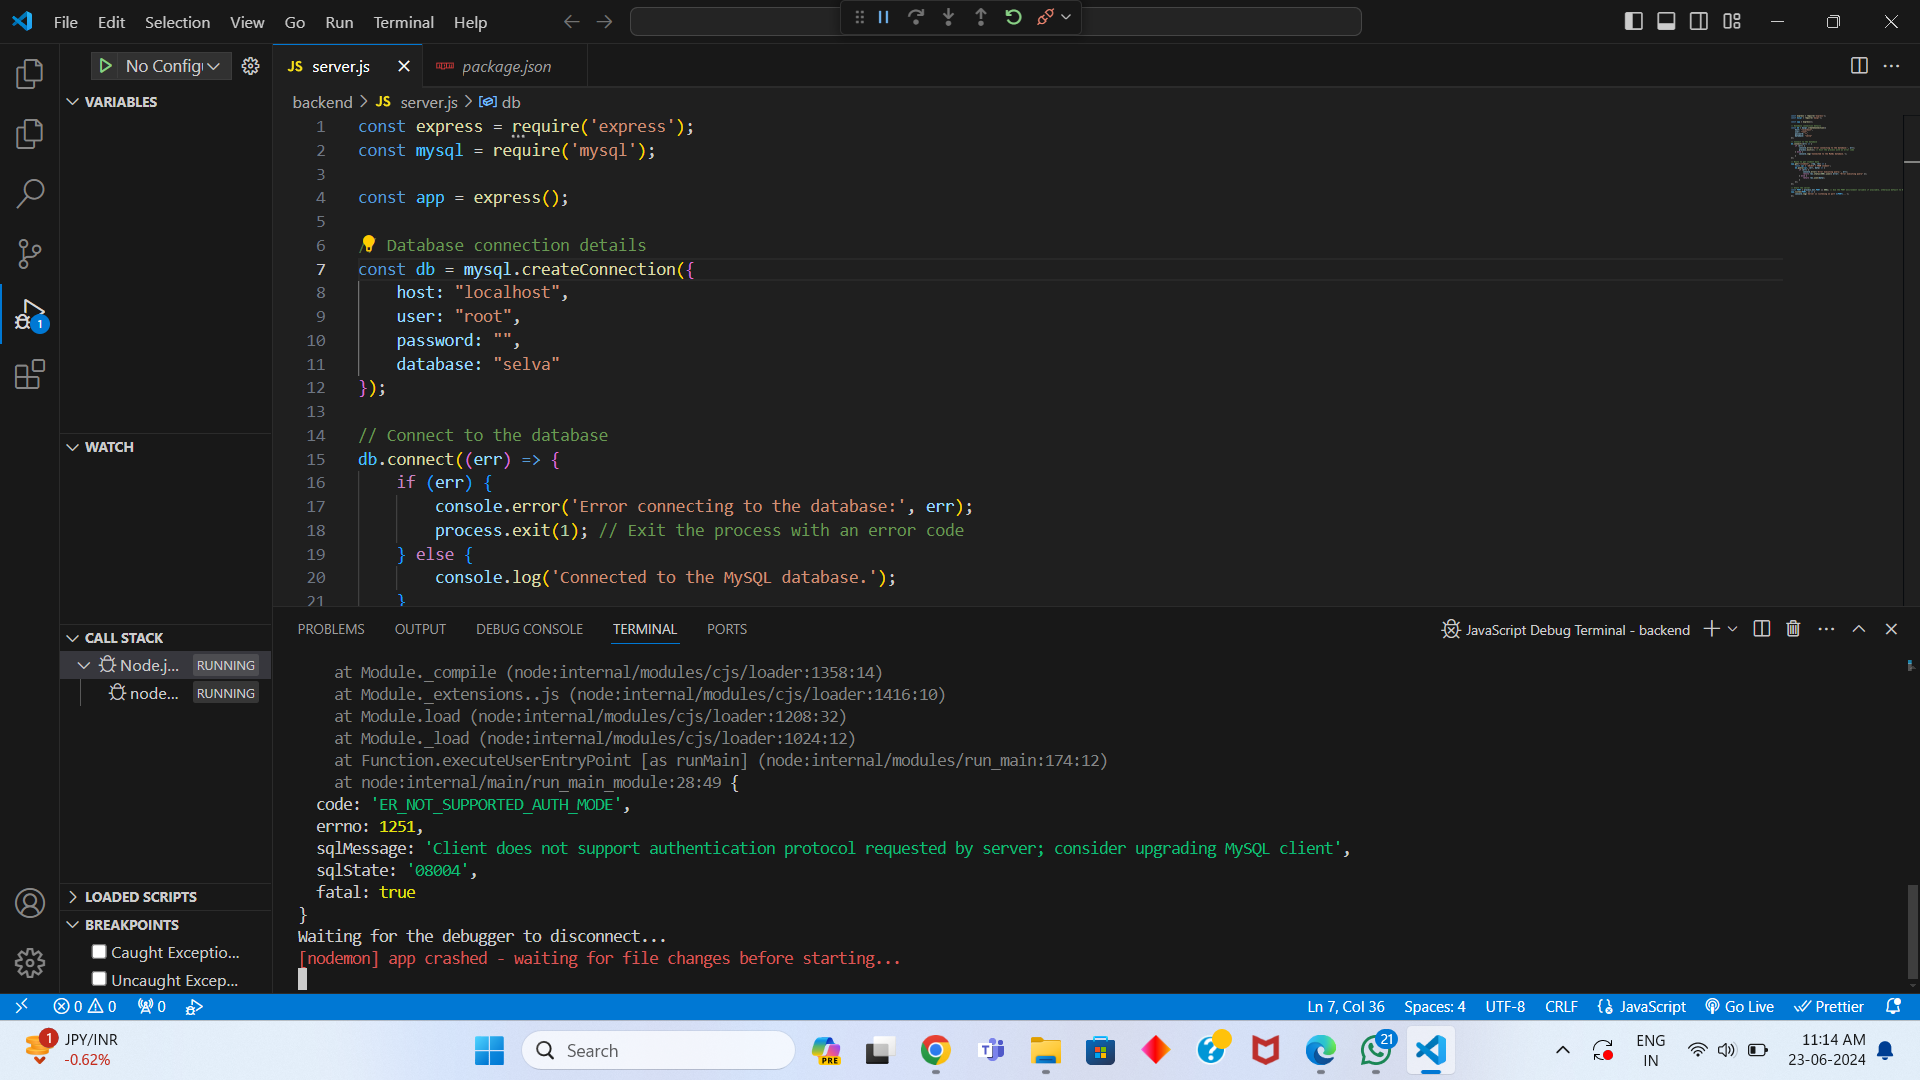 File Edit Selection View Go Run Terminal Help
No Config
JS server.js
package.json
VARIABLES
backend > JS server.js > db
1 const express = require('express');
2 const mysql = require('mysql');
3
4 const app = express();
5
6 / Database connection details
7 const db = mysql.createConnection({
8 host: "localhost",
9 user: "root",
10 password: "",
11 database: "selva"
12 });
13
14 // Connect to the database
15 db.connect((err) => {
16 if (err) {
17 console.error('Error connecting to the database:', err);
18 process.exit(1); // Exit the process with an error code
19 } else {
20 console.log('Connected to the MySQL database.');
21 }
1
WATCH
CALL STACK
Node.j... RUNNING
node... RUNNING
LOADED SCRIPTS
BREAKPOINTS
Caught Exceptio...
Uncaught Excep...
PROBLEMS OUTPUT DEBUG CONSOLE TERMINAL PORTS
JavaScript Debug Terminal - backend
at Module._compile (node:internal/modules/cjs/loader:1358:14)
at Module._extensions..js (node:internal/modules/cjs/loader:1416:10)
at Module.load (node:internal/modules/cjs/loader:1208:32)
at Module._load (node:internal/modules/cjs/loader:1024:12)
at Function.executeUserEntryPoint [as runMain] (node:internal/modules/run_main:174:12)
at node:internal/main/run_main_module:28:49 {
code: 'ER_NOT_SUPPORTED_AUTH_MODE',
errno: 1251,
sqlMessage: 'Client does not support authentication protocol requested by server; consider upgrading MySQL client',
sqlState: '08004',
fatal: true
}
Waiting for the debugger to disconnect...
[nodemon] app crashed - waiting for file changes before starting...
0 0 0
Ln 7, Col 36 Spaces: 4 UTF-8 CRLF {} JavaScript Go Live Prettier
1
JPY/INR
-0.62%
Search
PRE
21
ENG
IN
11:14 AM
23-06-2024